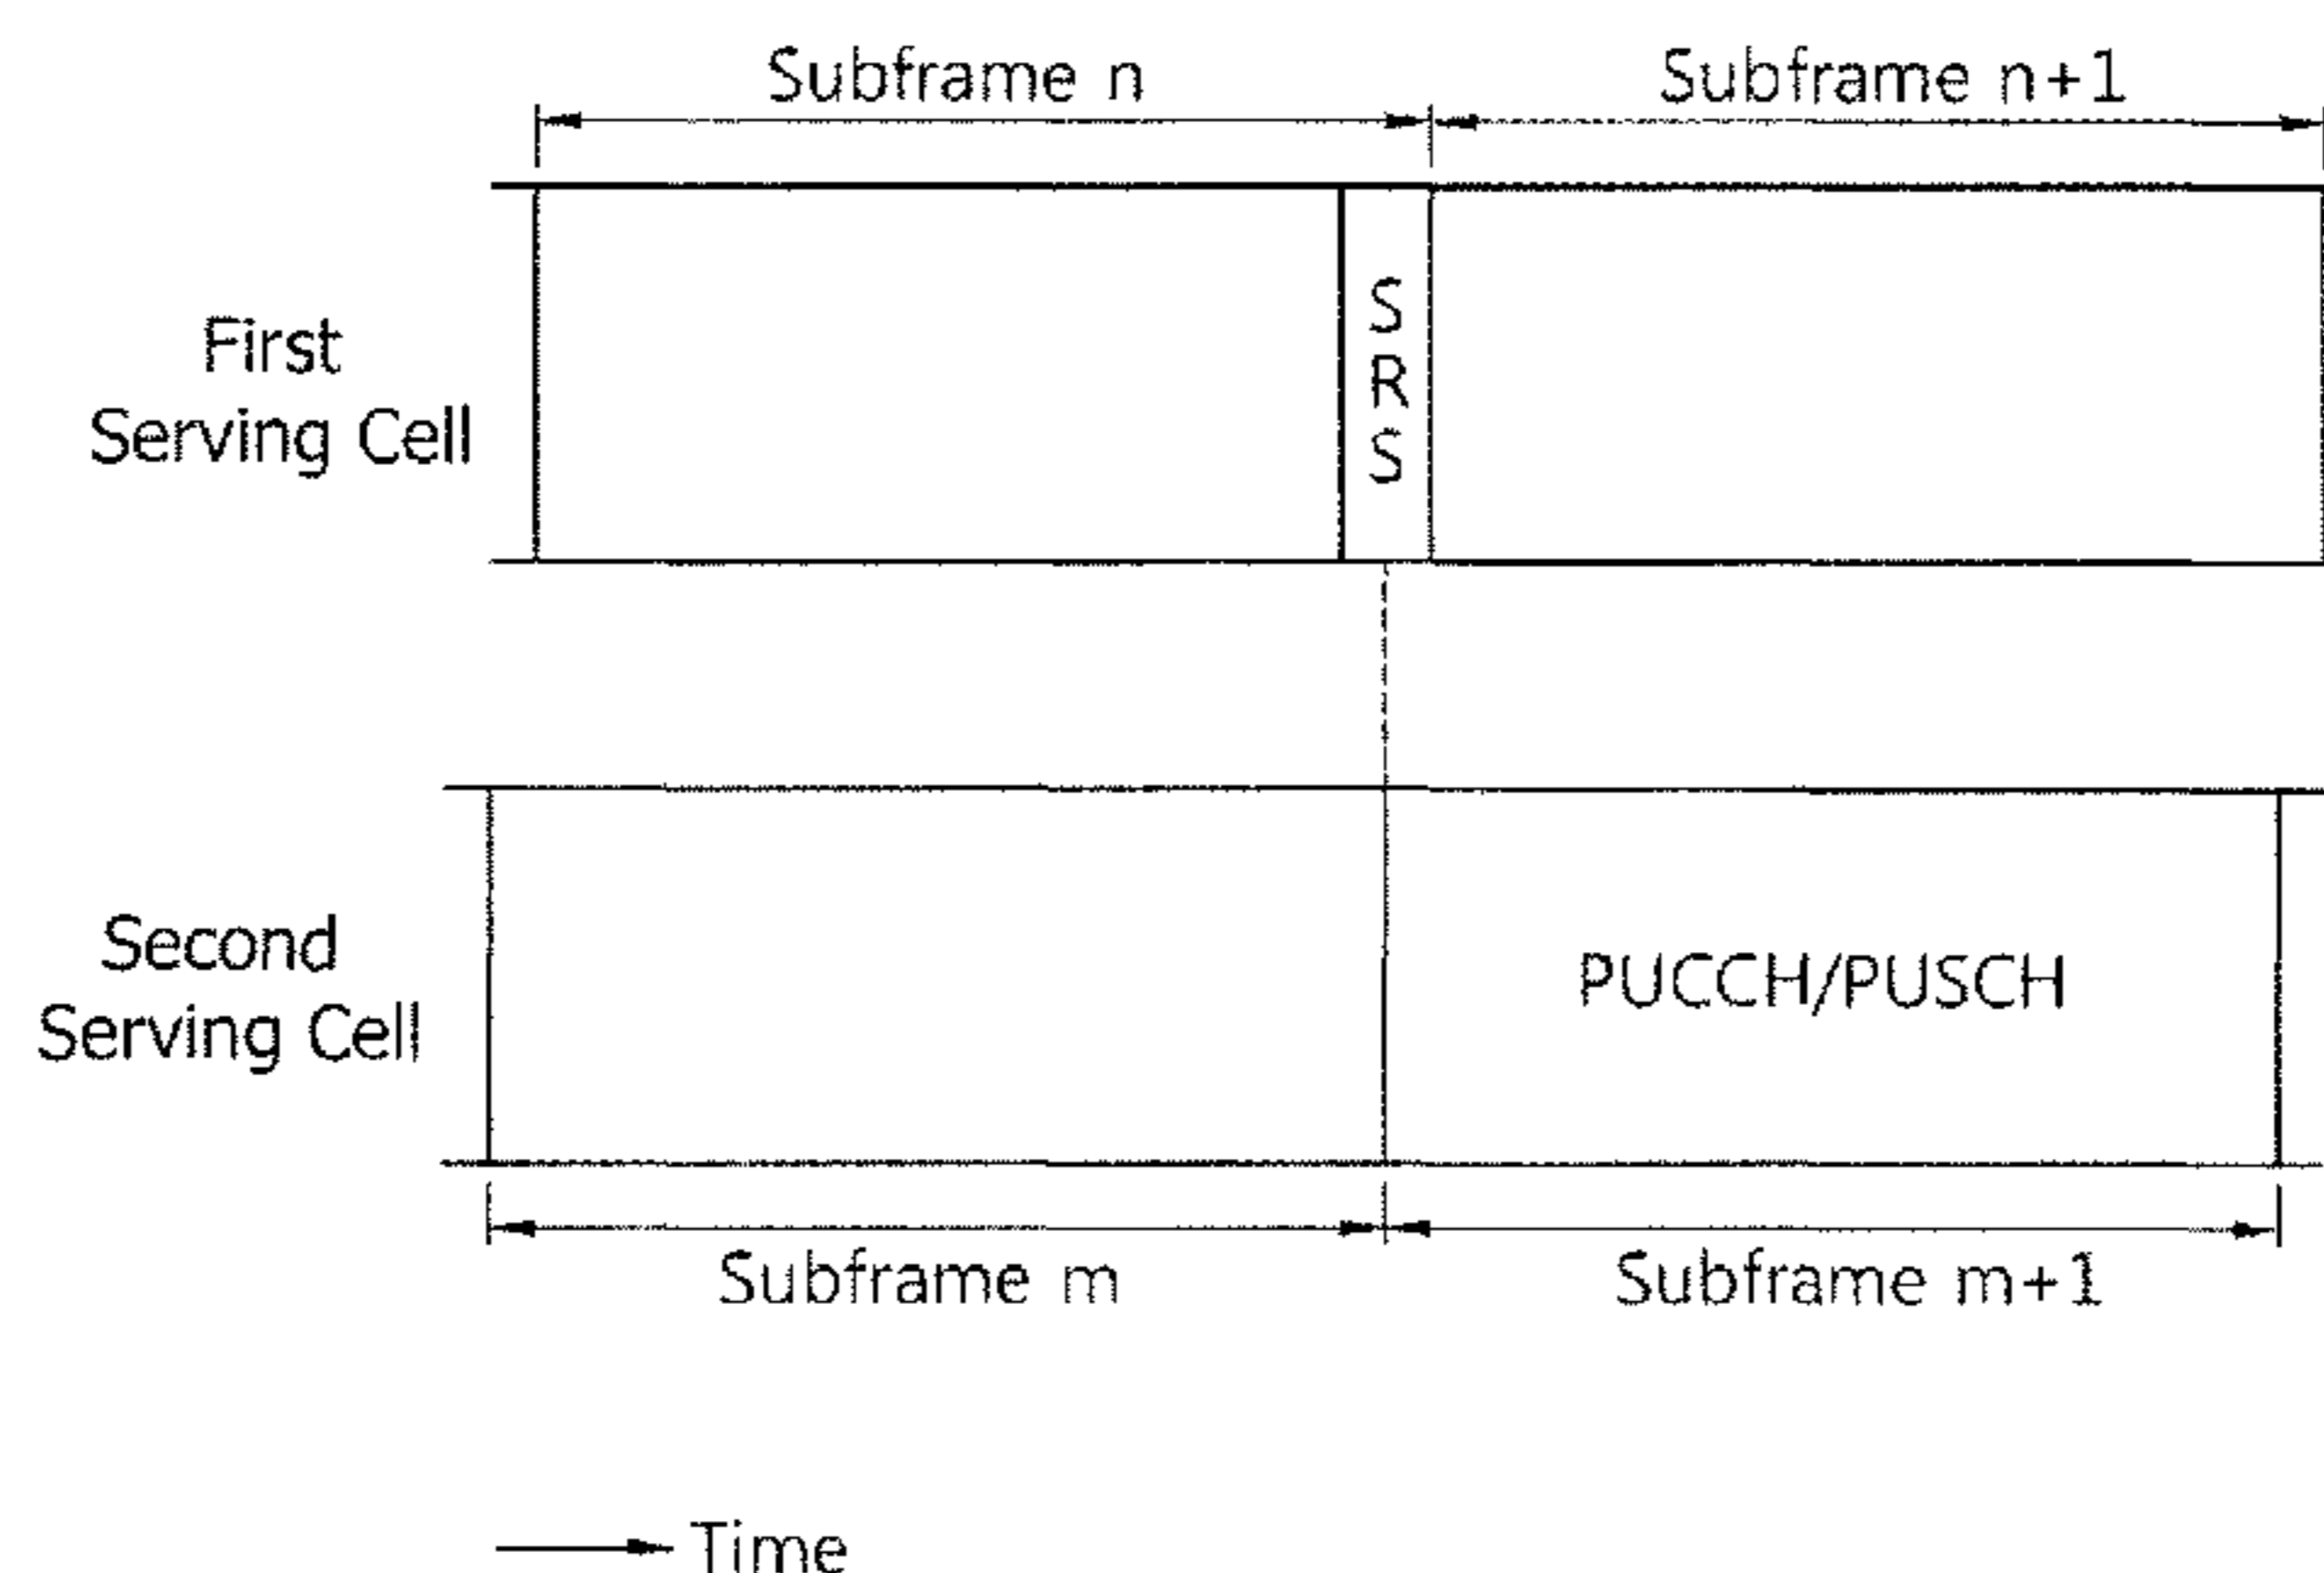 Subframe n
Subframe n+1
First
Serving Cell
S
R
S
Second
Serving Cell
PUCCH/PUSCH
Subframe m
Subframe m+1
Time